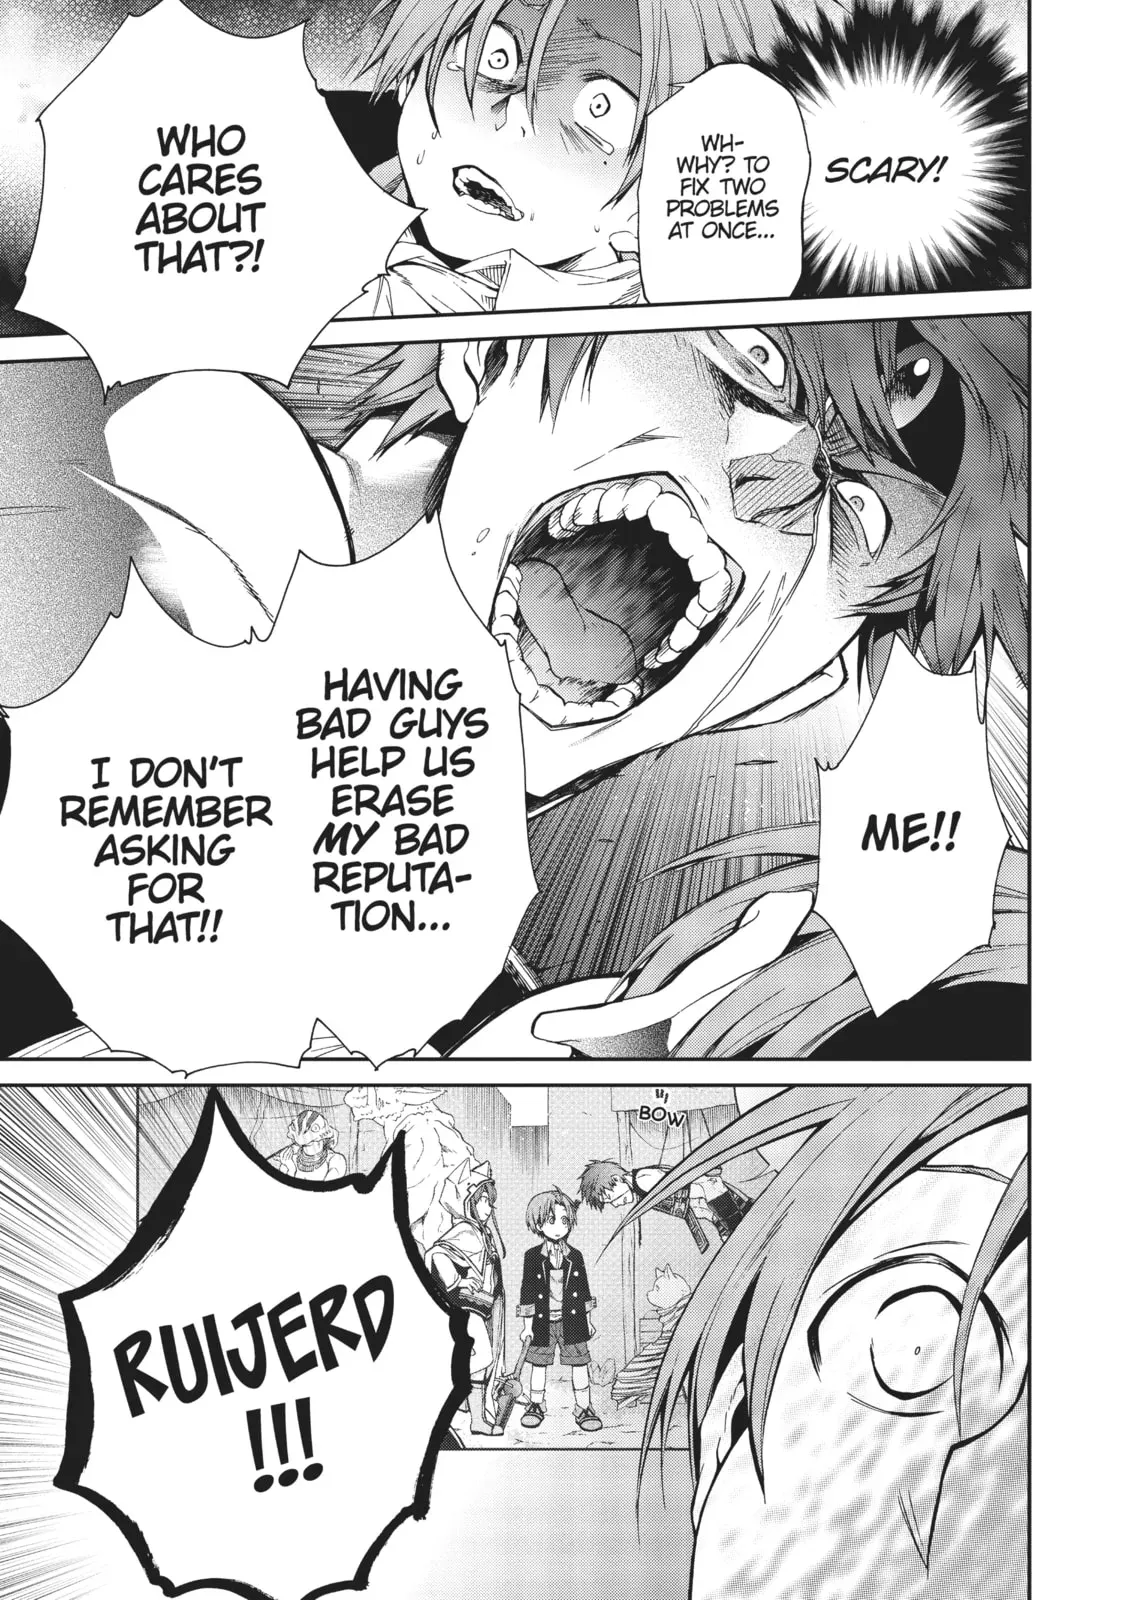 SCARY!
WH-
WHY? TO
FIX TWO
PROBLEMS
AT ONCE...
WHO
CARES
ABOUT
THAT?!
ME!!
HAVING
BAD GUYS
HELP US
ERASE
MY BAD
REPUTA-
TION...
I DON'T
REMEMBER
ASKING
FOR
THAT!!
BOW
RUIJERD
!!!